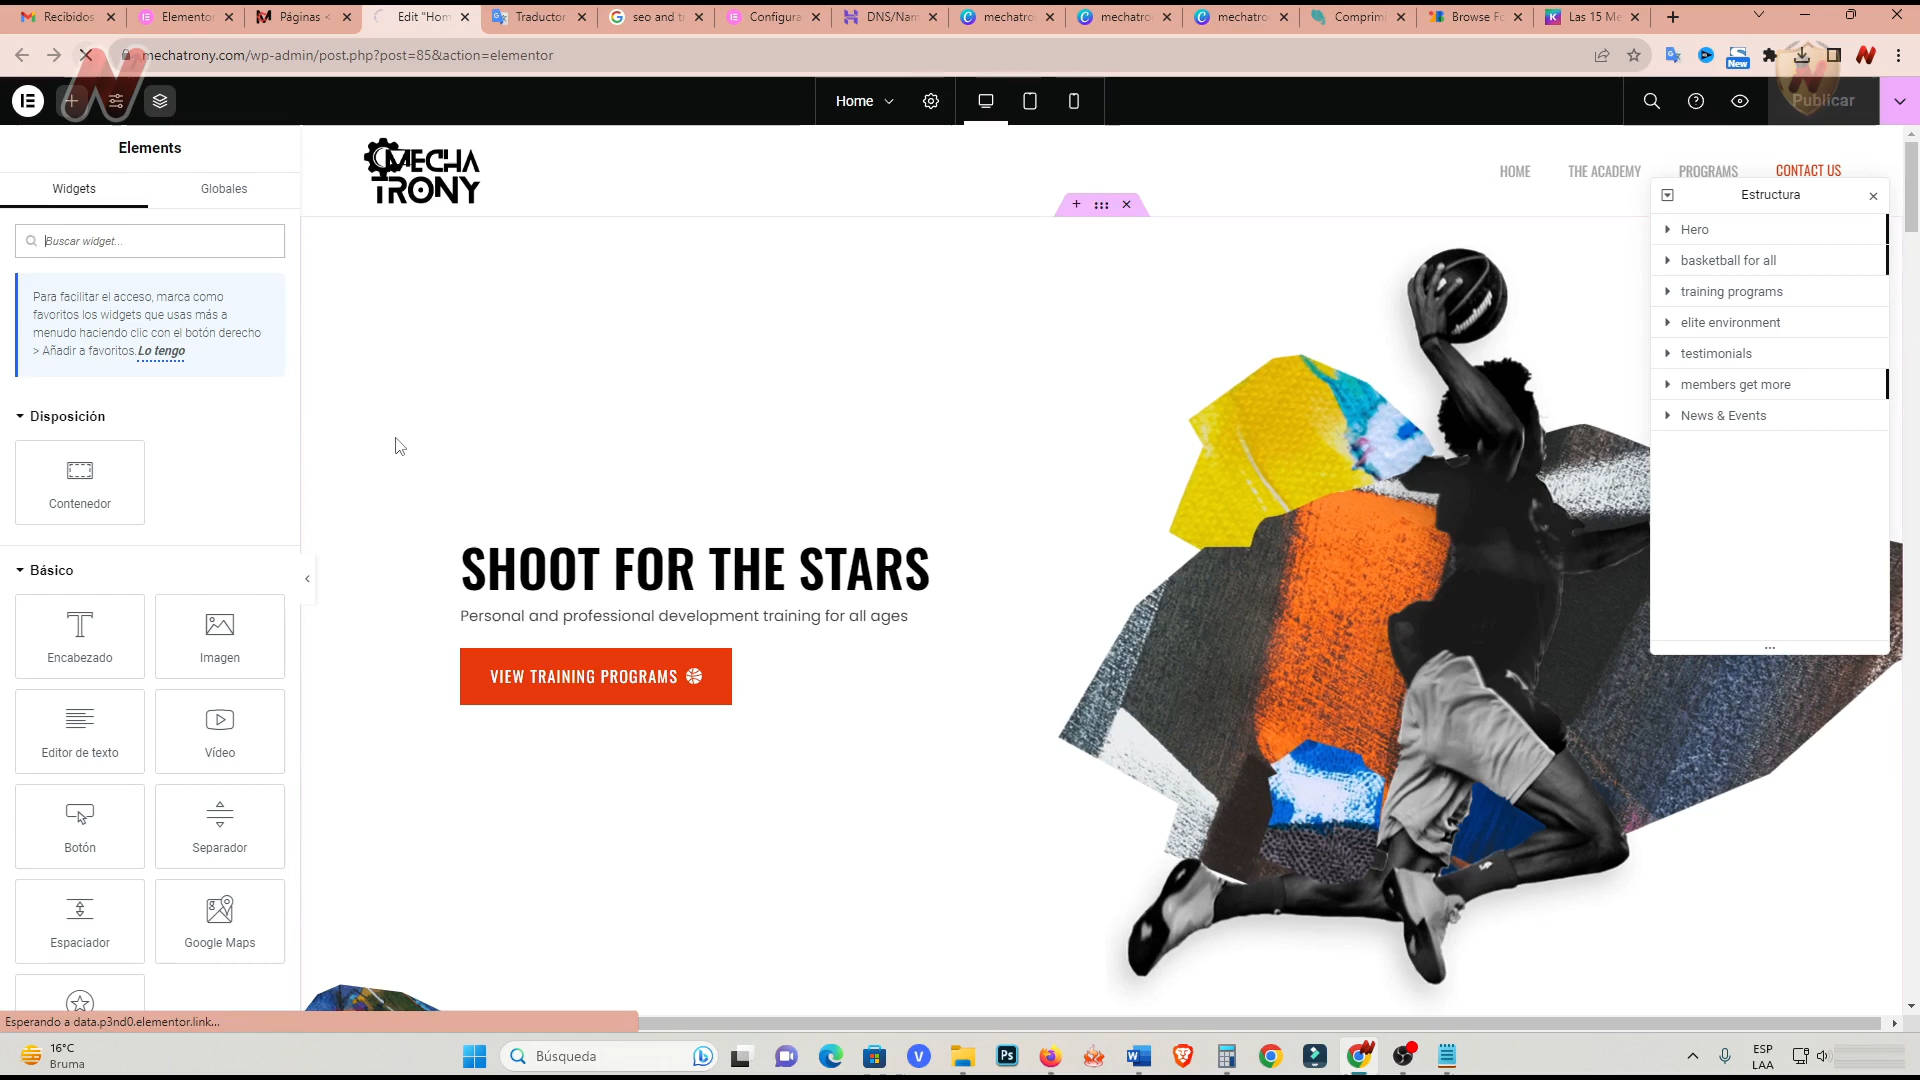 Recibidos
Elementor
Páginas <
Edit "Hom
Traductor
seo and t
Configura
DNS/Nam
mechatro
mechatro
mechatro
Comprimi
Browse Fo
Las 15 Me
mechatrony.com/wp-admin/post.php?post=85&action=elementor
New
Home
Publicar
Elements
Widgets
Globales
Buscar widget...
Para facilitar el acceso, marca como
favoritos los widgets que usas más a
menudo haciendo clic con el botón derecho
> Añadir a favoritos. Lo tengo
Disposición
Contenedor
Básico
Encabezado
Imagen
Editor de texto
Vídeo
Botón
Separador
Espaciador
Google Maps
MECHA
TRONY
HOME
THE ACADEMY
PROGRAMS
CONTACT US
SHOOT FOR THE STARS
Personal and professional development training for all ages
VIEW TRAINING PROGRAMS
Estructura
Hero
basketball for all
training programs
elite environment
testimonials
members get more
News & Events
Esperando a data.p3nd0.elementor.link...
16°C
Bruma
Búsqueda
ESP
LAA